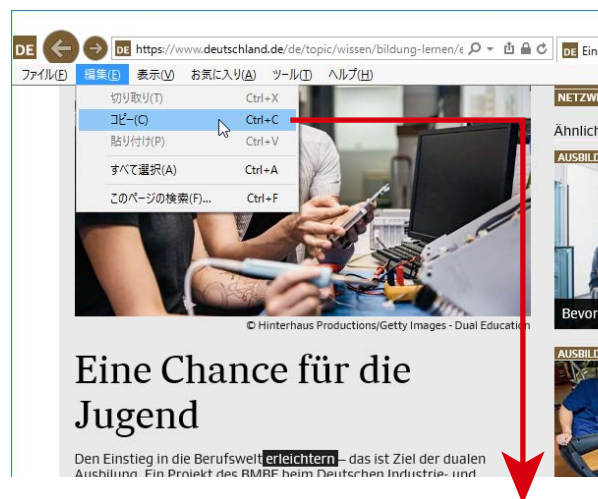 DE
DE https://www.deutschland.de/de/topic/wissen/bildung-lernen/e
DE Ein
ファイル(F) 編集(E) 表示(V) お気に入り(A) ツール(T) ヘルプ(H)
切り取り(T) Ctrl+X
コピー(C) Ctrl+C
貼り付け(P) Ctrl+V
すべて選択(A) Ctrl+A
このページの検索(F)... Ctrl+F
© Hinterhaus Productions/Getty Images - Dual Education
Eine Chance für die
Jugend
Den Einstieg in die Berufswelt erleichtern – das ist Ziel der dualen
Ausbilung. Ein Projekt des BMBF beim Deutschen Industrie- und
NETZWE
Ähnlich
AUSBILD
Bevor
AUSBILD